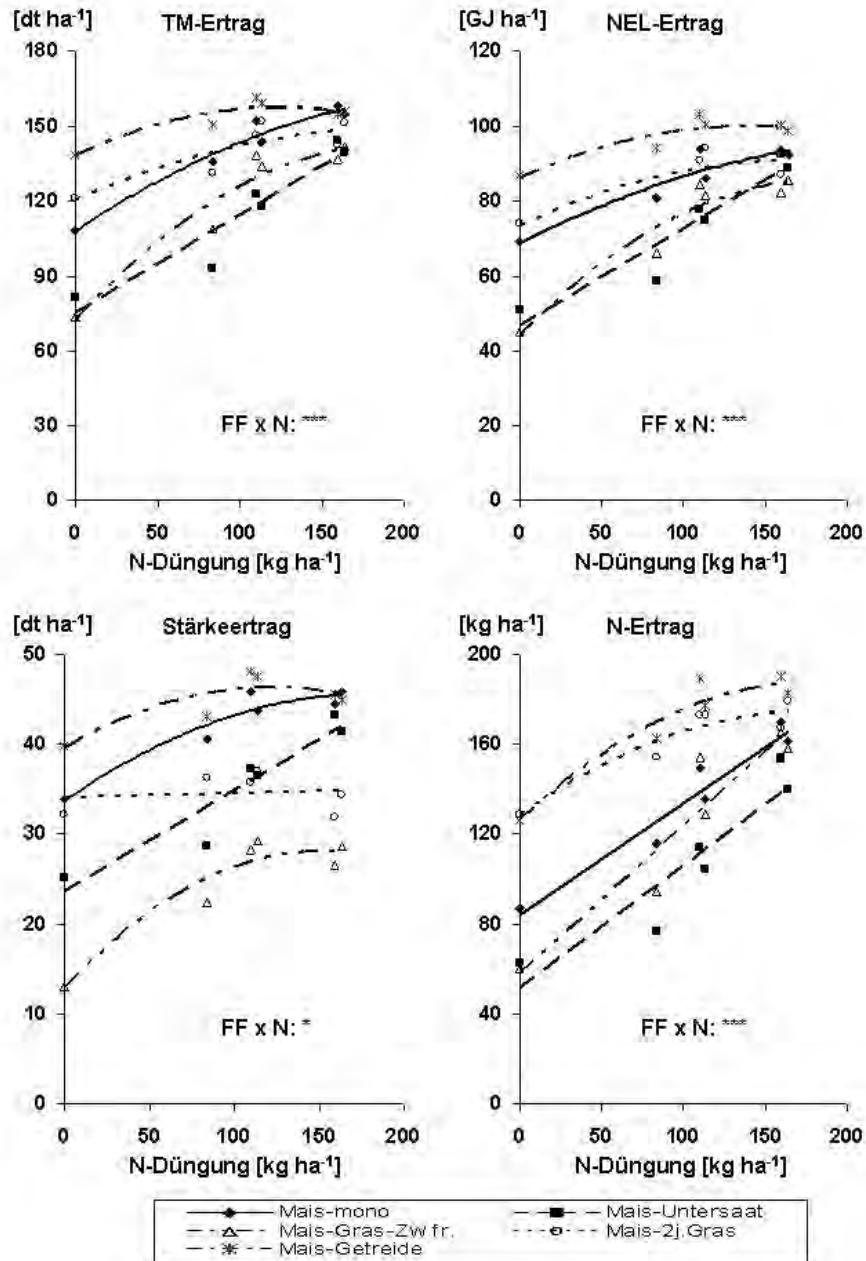 [dt ha-1] TM-Ertrag
180
150
120
90
60
30
0
FF x N: ***
0 50 100 150 200
N-Düngung [kg ha-1]
[GJ ha-1] NEL-Ertrag
120
100
80
60
40
20
0
FF x N: ***
0 50 100 150 200
N-Düngung [kg ha-1]
[dt ha-1] Stärkeertrag
50
40
30
20
10
0
FF x N: *
0 50 100 150 200
N-Düngung [kg ha-1]
[kg ha-1] N-Ertrag
200
160
120
80
40
0
FF x N: ***
0 50 100 150 200
N-Düngung [kg ha-1]
Mais-mono Mais-Untersaat
Mais-Gras-ZW fr. Mais-2j.Gras
Mais-Getreide